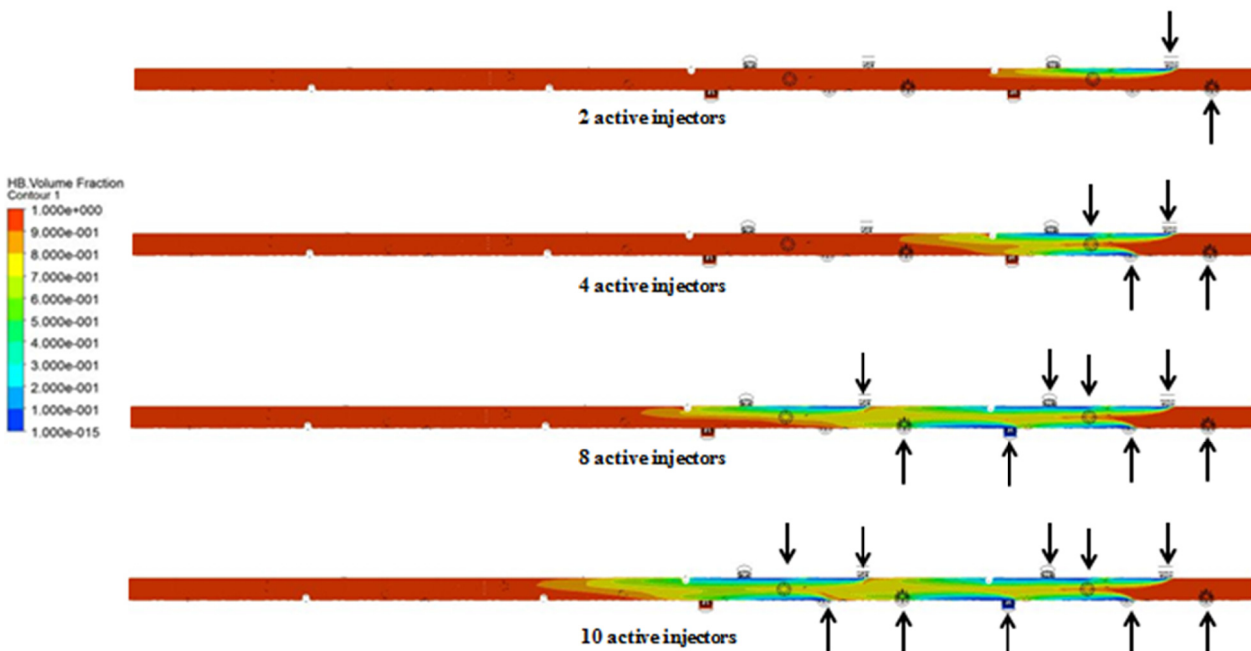 2 active injectors
HB.Volume Fraction
Contour 1
1.000e+000
9.000e-001
8.000e-001
7.000e-001
6.000e-001
5.000e-001
4.000e-001
3.000e-001
2.000e-001
1.000e-001
1.000e-015
4 active injectors
8 active injectors
10 active injectors